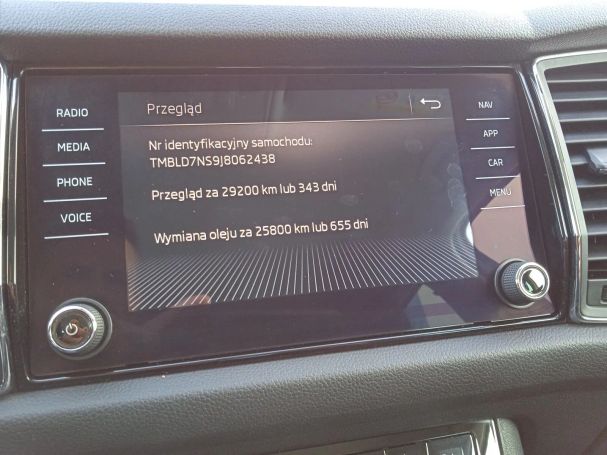 RADIO
MEDIA
PHONE
VOICE
Przegląd
Nr identyfikacyjny samochodu:
TMBLD7NS9J8062438
Przegląd za 29200 km lub 343 dni
Wymiana oleju za 25800 km lub 655 dni
NAV
APP
CAR
MENU